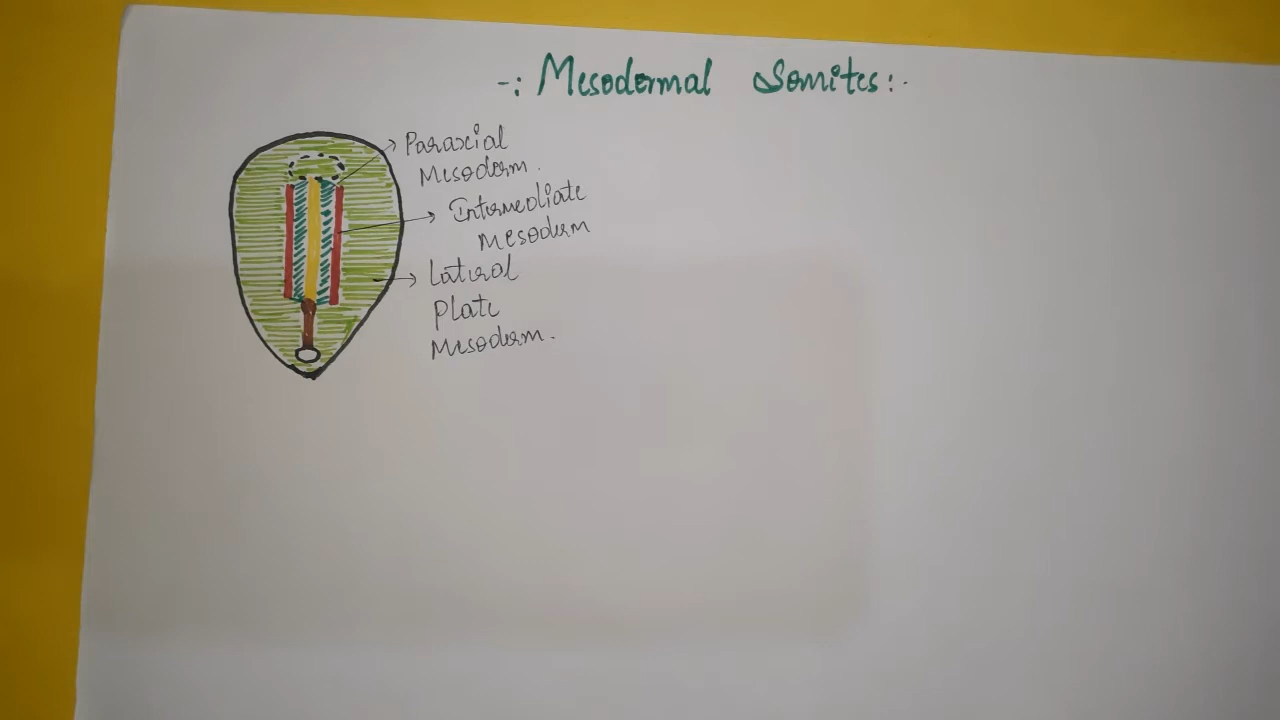 -: Mesodermal Somites:-
Paraxial
Mesoderm.
Intermediate
Mesoderm
Lateral
Plate
Mesoderm.